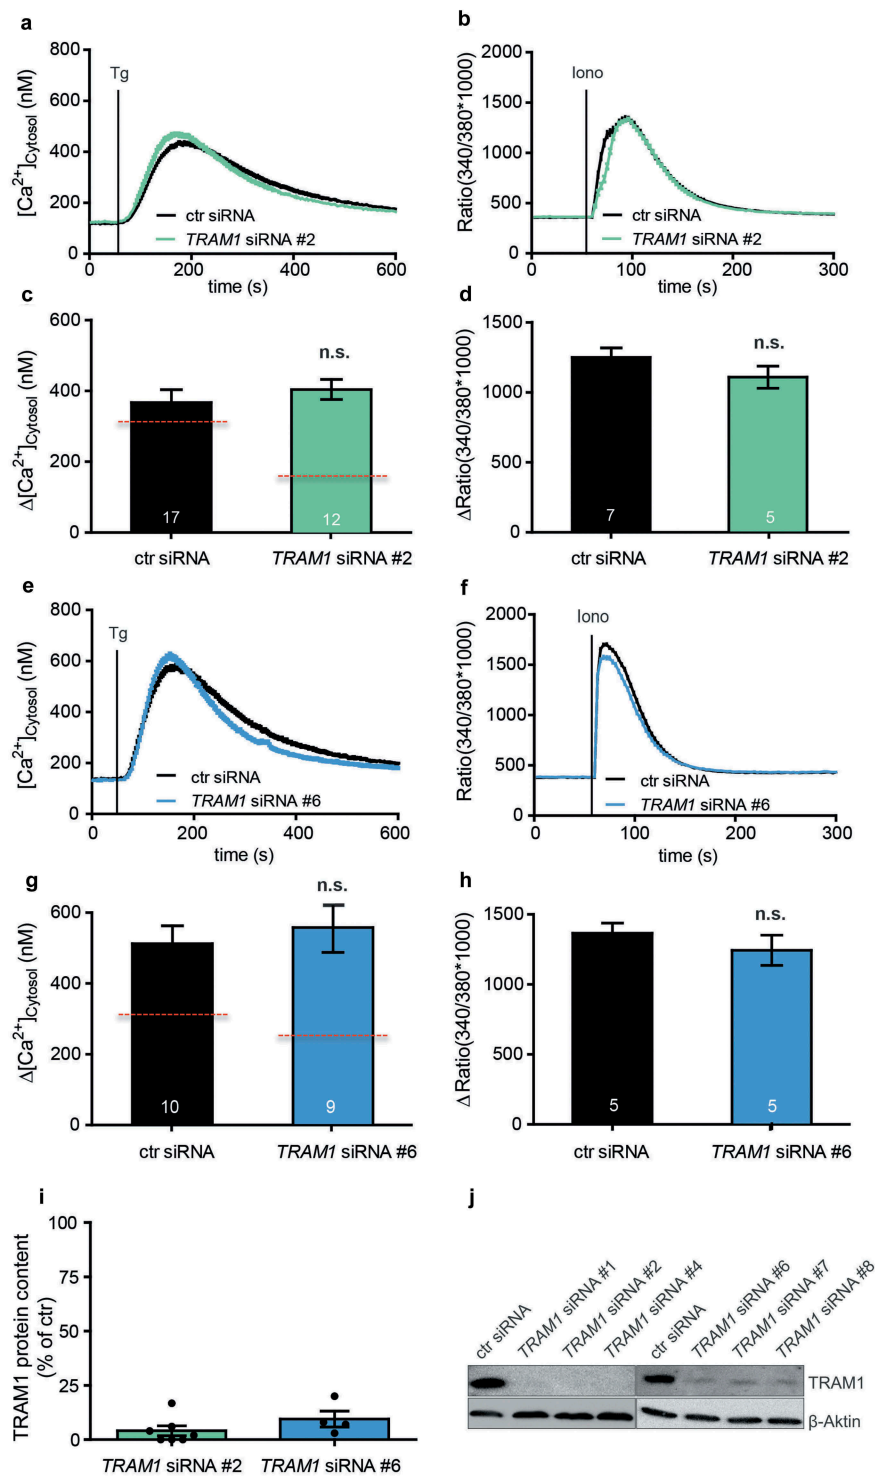 a
[Ca2+]Cytosol (nM)
800
600
400
200
0
Tg
ctr siRNA
TRAM1 siRNA #2
0 200 400 600
time (s)
b
Ratio(340/380*1000)
2000
1500
1000
500
0
Iono
ctr siRNA
TRAM1 siRNA #2
0 100 200 300
time (s)
c
Δ[Ca2+]Cytosol (nM)
600
400
200
0
n.s.
17
12
ctr siRNA
TRAM1 siRNA #2
d
ΔRatio(340/380*1000)
1500
1000
500
0
n.s.
7
5
ctr siRNA
TRAM1 siRNA #2
e
[Ca2+]Cytosol (nM)
800
600
400
200
0
Tg
ctr siRNA
TRAM1 siRNA #6
0 200 400 600
time (s)
f
Ratio(340/380*1000)
2000
1500
1000
500
0
Iono
ctr siRNA
TRAM1 siRNA #6
0 100 200 300
time (s)
g
Δ[Ca2+]Cytosol (nM)
600
400
200
0
n.s.
10
9
ctr siRNA
TRAM1 siRNA #6
h
Δ Ratio(340/380*1000)
1500
1000
500
0
n.s.
5
5
ctr siRNA
TRAM1 siRNA #6
i
TRAM1 protein content
(% of ctr)
100
75
50
25
0
TRAM1 siRNA #2
TRAM1 siRNA #6
j
ctr siRNA
TRAM1 siRNA #1
TRAM1 siRNA #2
TRAM1 siRNA #4
ctr siRNA
TRAM1 siRNA #6
TRAM1 siRNA #7
TRAM1 siRNA #8
TRAM1
β-Aktin